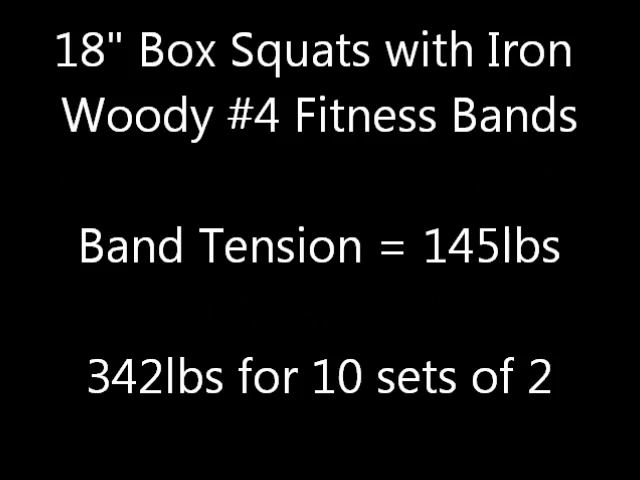 18" Box Squats with Iron
Woody #4 Fitness Bands
Band Tension = 145lbs
342lbs for 10 sets of 2